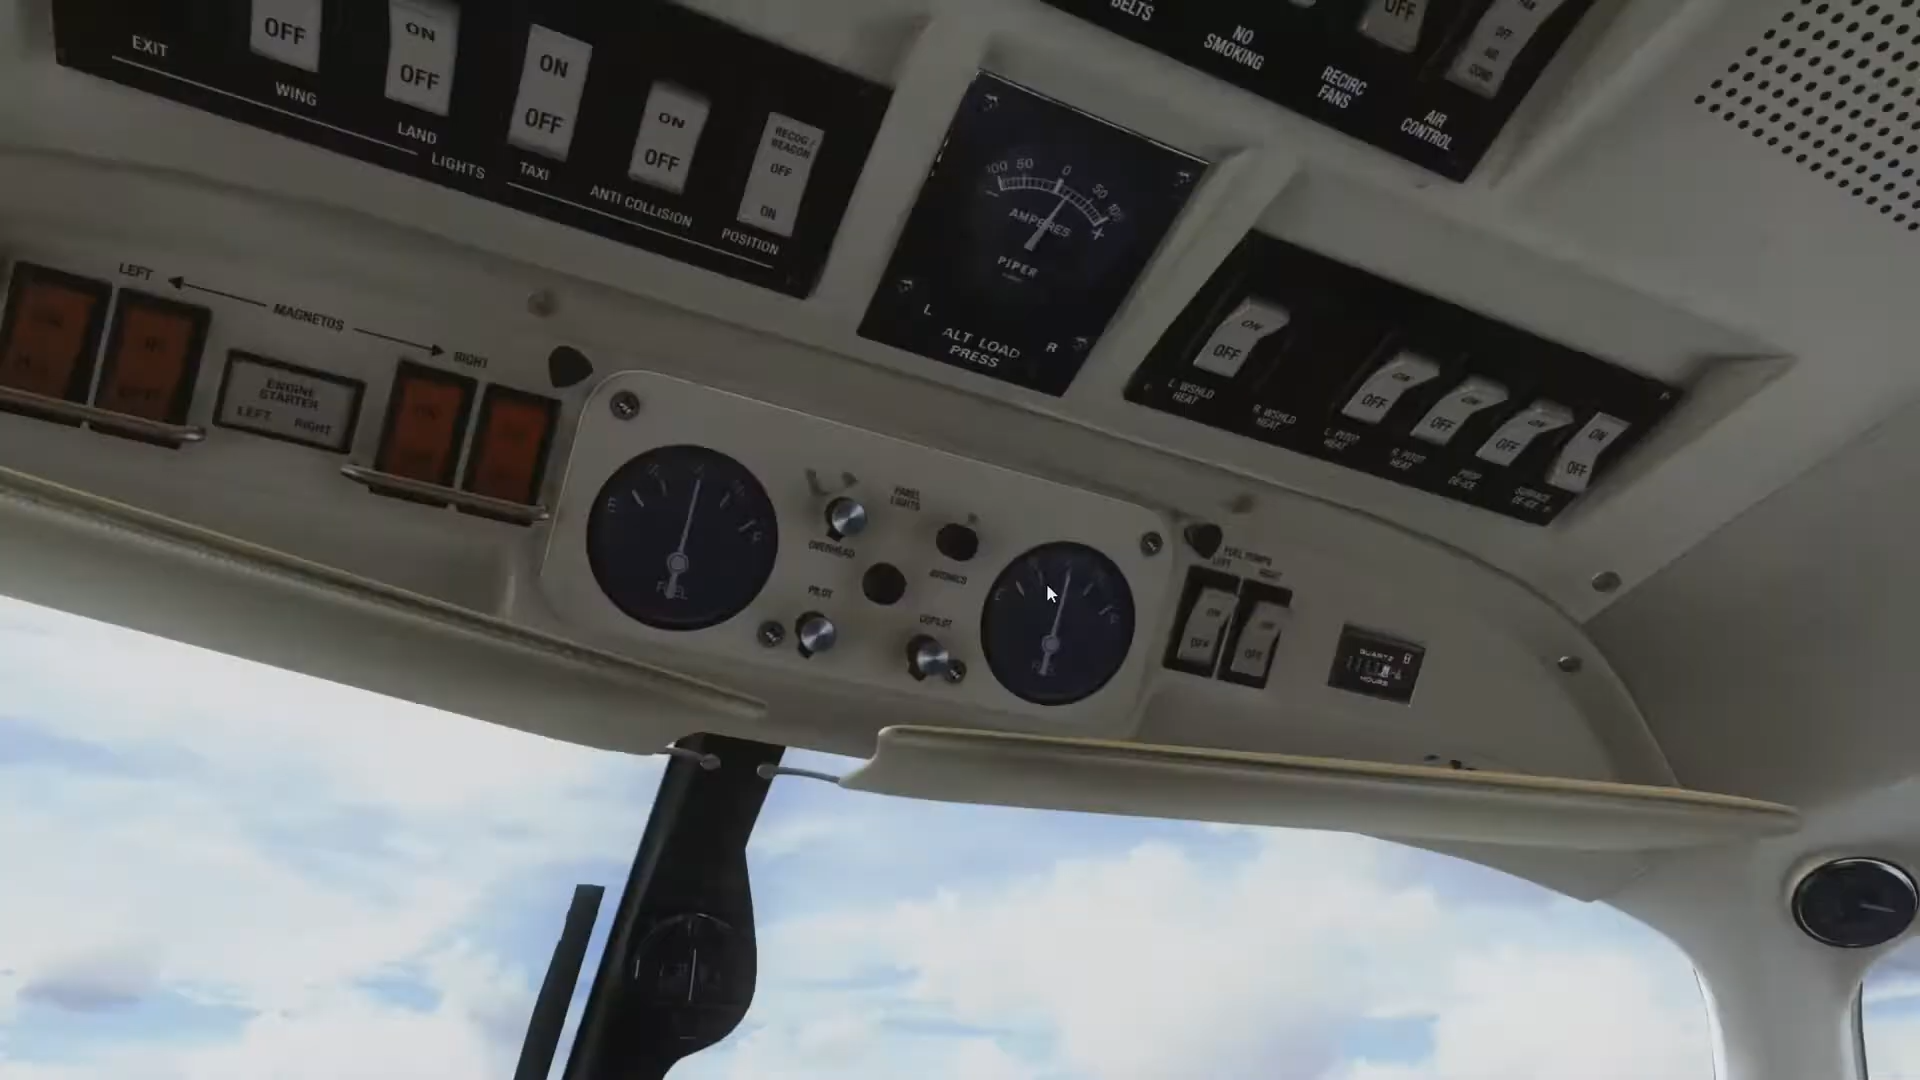 BELTS
NO
SMOKING
RECIRC
FANS
AIR
CONTROL
OFF
OFF
AIR
COND
EXIT
OFF
WING
ON
OFF
LAND
LIGHTS
ON
OFF
TAXI
ON
OFF
ANTI COLLISION
RECOG /
BEACON
OFF
ON
POSITION
100 50 0 50 100
AMPERES
- +
PIPER
L R
ALT LOAD
PRESS
ON
OFF
L. WSHLD
HEAT
R. WSHLD
HEAT
ON
OFF
L. PITOT
HEAT
ON
OFF
R. PITOT
HEAT
ON
OFF
PROP
DE-ICE
ON
OFF
SURFACE
DE-ICE
LEFT
MAGNETOS
RIGHT
ENGINE
STARTER
LEFT RIGHT
FUEL
PANEL
LIGHTS
OVERHEAD
AVIONICS
PILOT
COPILOT
FUEL
FUEL PUMPS
LEFT RIGHT
ON
OFF
OFF
QUARTZ
HOURS